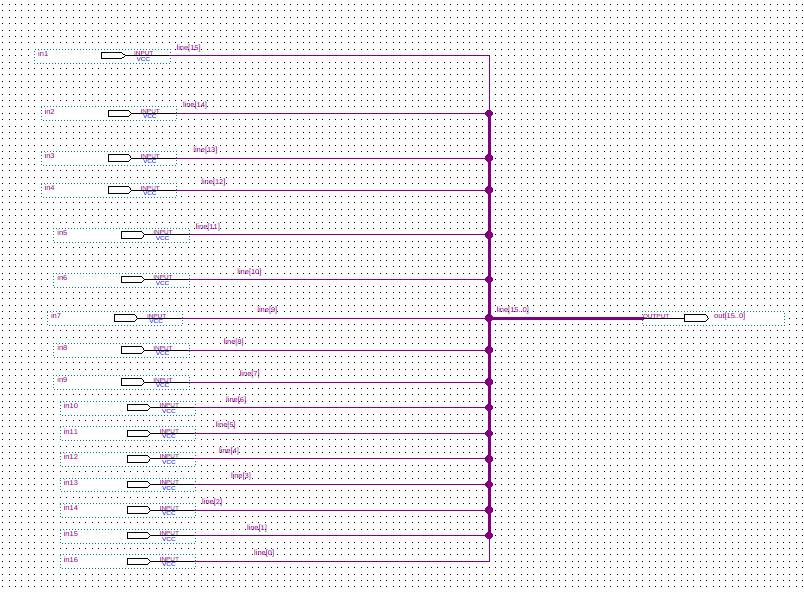 line[15]
in1 INPUT
VCC
line[14]
in2 INPUT
VCC
line[13]
in3 INPUT
VCC
line[12]
in4 INPUT
VCC
line[11]
in5 INPUT
VCC
line[10]
in6 INPUT
VCC
line[9] line[15..0]
in7 INPUT OUTPUT out[15..0]
VCC
line[8]
in8 INPUT
VCC
line[7]
in9 INPUT
VCC
line[6]
in10 INPUT
VCC
line[5]
in11 INPUT
VCC
line[4]
in12 INPUT
VCC
line[3]
in13 INPUT
VCC
line[2]
in14 INPUT
VCC
line[1]
in15 INPUT
VCC
line[0]
in16 INPUT
VCC